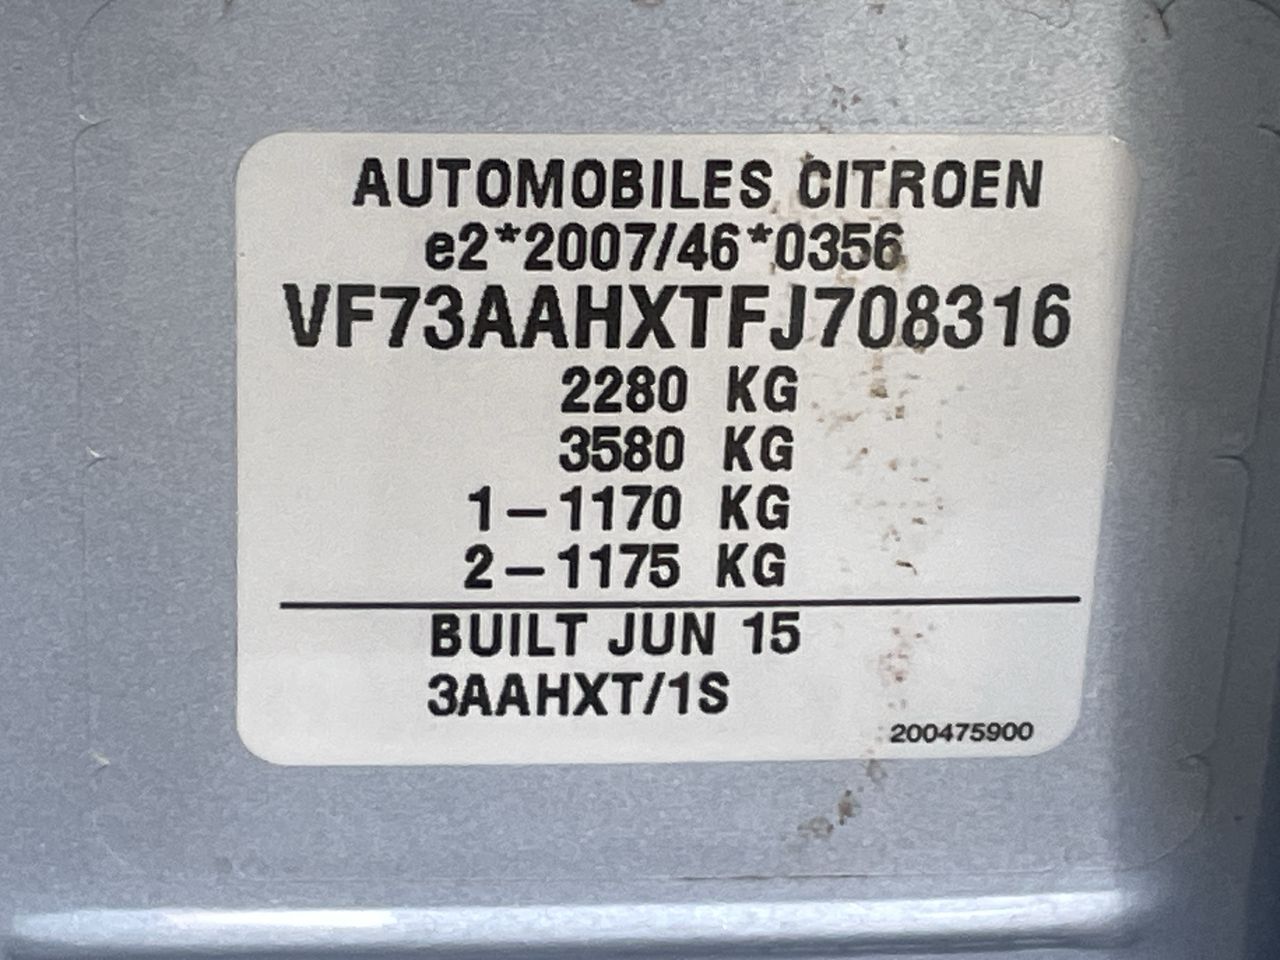 AUTOMOBILES CITROEN
e2*2007/46*0356
VF73AAHXTFJ708316
2280 KG
3580 KG
1-1170 KG
2-1175 KG
BUILT JUN 15
3AAHXT/1S
200475900